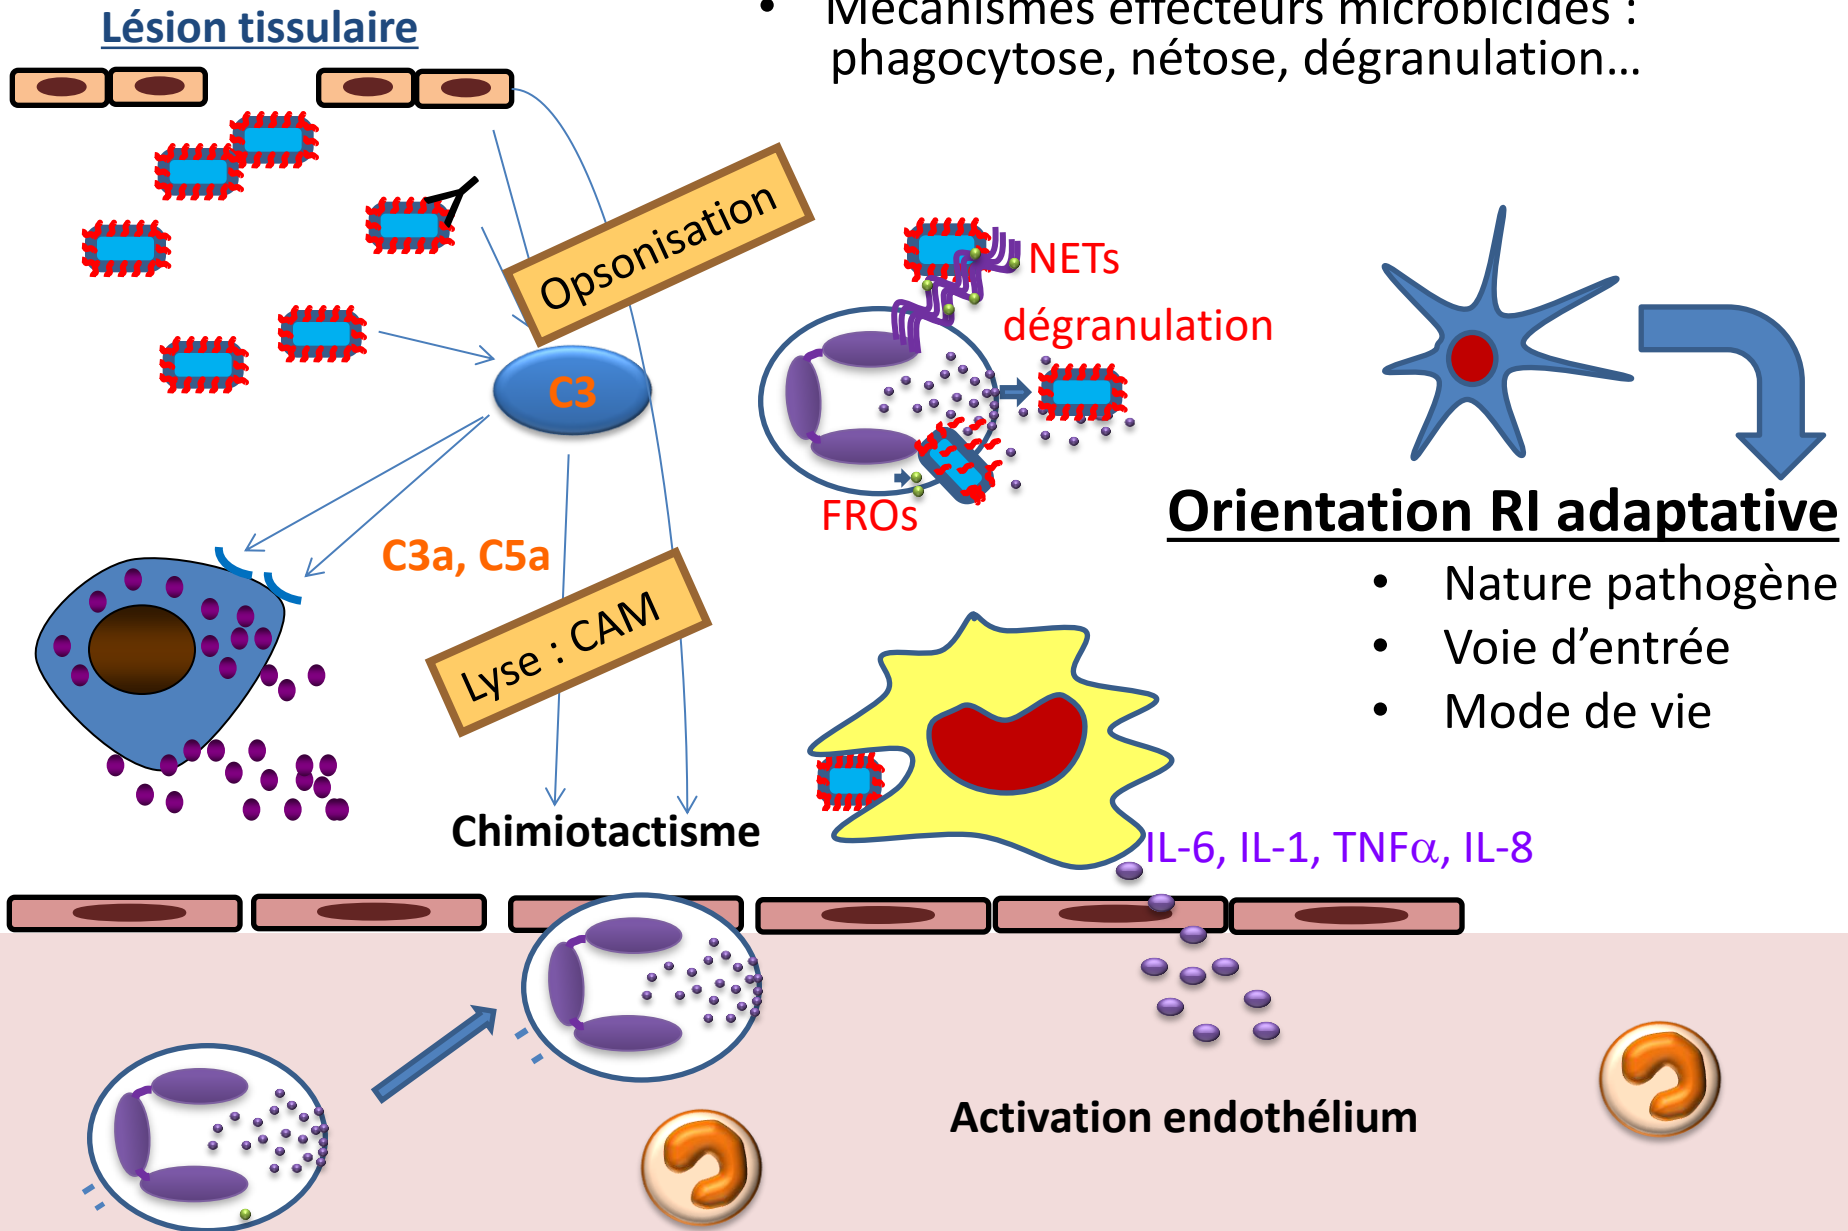 Lésion tissulaire
• Mécanismes effecteurs microbicides :
phagocytose, nétose, dégranulation...
Opsonisation
NETs
dégranulation
C3
FROs
Orientation RI adaptative
C3a, C5a
• Nature pathogène
• Voie d’entrée
• Mode de vie
Lyse : CAM
Chimiotactisme
IL-6, IL-1, TNFα, IL-8
Activation endothélium